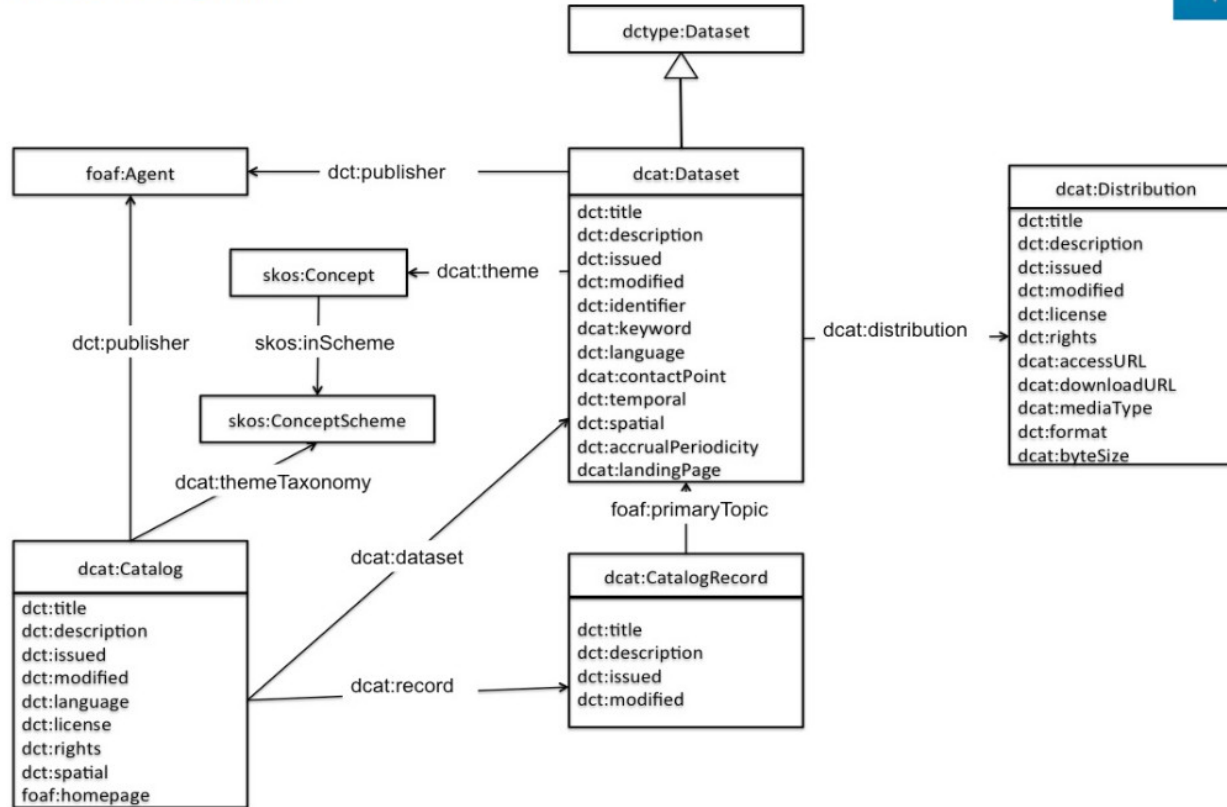 dctype:Dataset
foaf:Agent
dct:publisher
dcat:Dataset
dct:title
dct:description
dct:issued
dct:modified
dct:identifier
dcat:keyword
dct:language
dcat:contactPoint
dct:temporal
dct:spatial
dct:accrualPeriodicity
dcat:landingPage
dcat:Distribution
dct:title
dct:description
dct:issued
dct:modified
dct:license
dct:rights
dcat:accessURL
dcat:downloadURL
dcat:mediaType
dct:format
dcat:byteSize
skos:Concept
dcat:theme
dct:publisher
skos:inScheme
dcat:distribution
skos:ConceptScheme
dcat:themeTaxonomy
foaf:primaryTopic
dcat:dataset
dcat:Catalog
dct:title
dct:description
dct:issued
dct:modified
dct:language
dct:license
dct:rights
dct:spatial
foaf:homepage
dcat:record
dcat:CatalogRecord
dct:title
dct:description
dct:issued
dct:modified